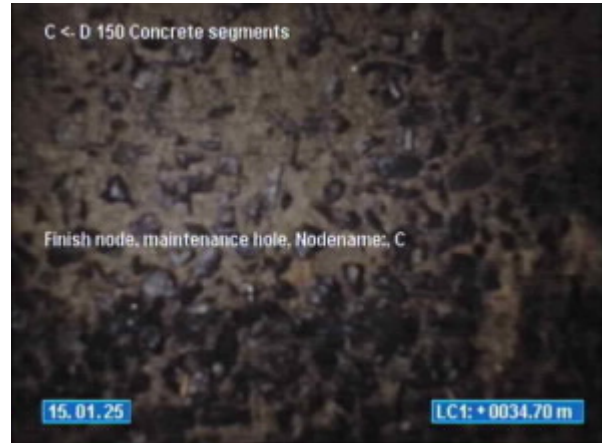 C <- D 150 Concrete segments
Finish node, maintenance hole, Nodename:, C
15.01.25
LC1: +0034.70 m